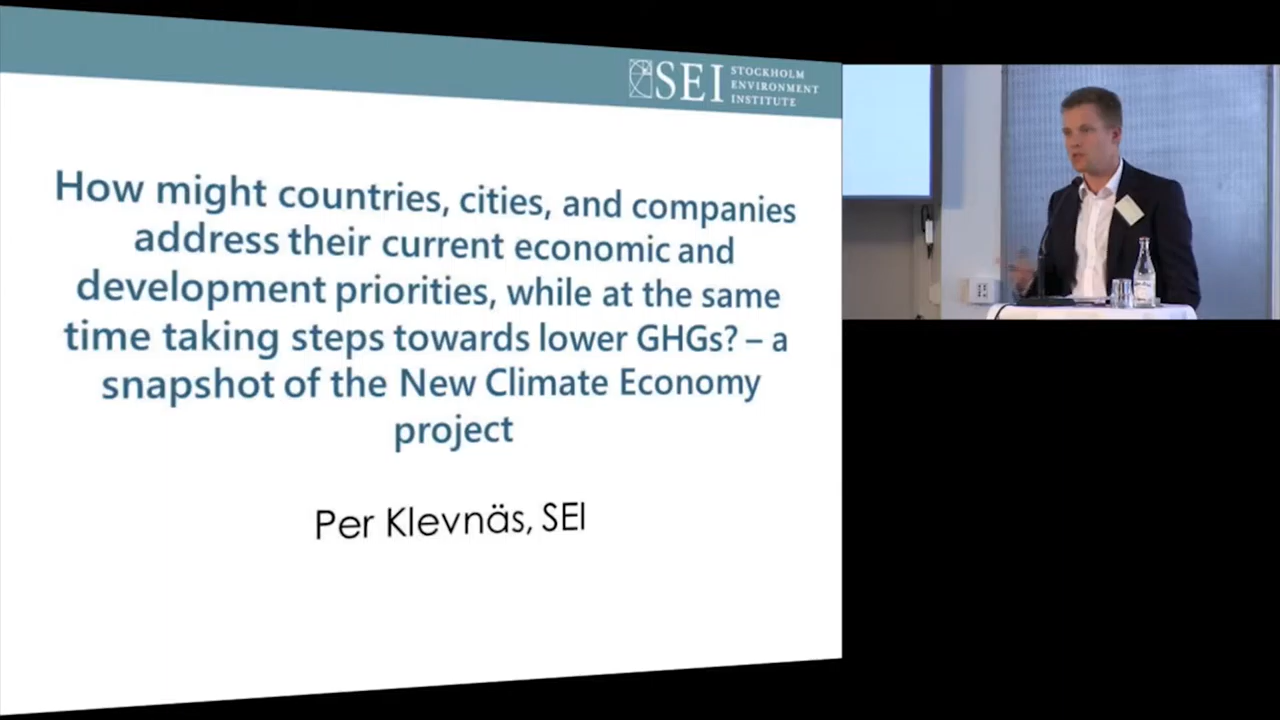 SEI
STOCKHOLM
ENVIRONMENT
INSTITUTE
How might countries, cities, and companies
address their current economic and
development priorities, while at the same
time taking steps towards lower GHGs? – a
snapshot of the New Climate Economy
project
Per Klevnäs, SEI